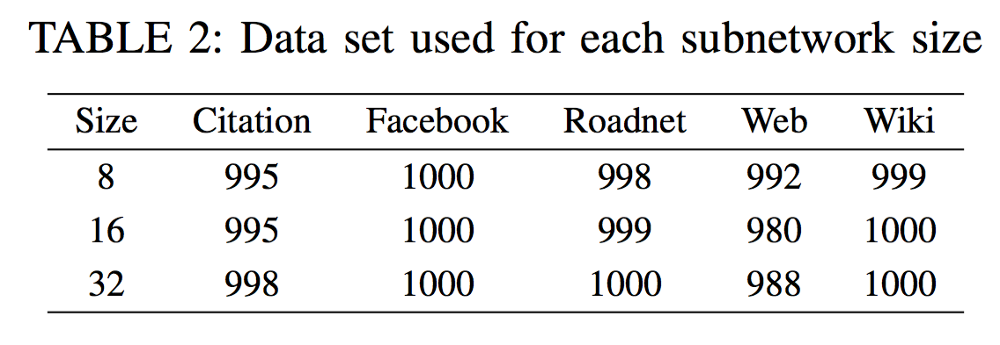 TABLE 2: Data set used for each subnetwork size
Size Citation Facebook Roadnet Web Wiki
8 995 1000 998 992 999
16 995 1000 999 980 1000
32 998 1000 1000 988 1000